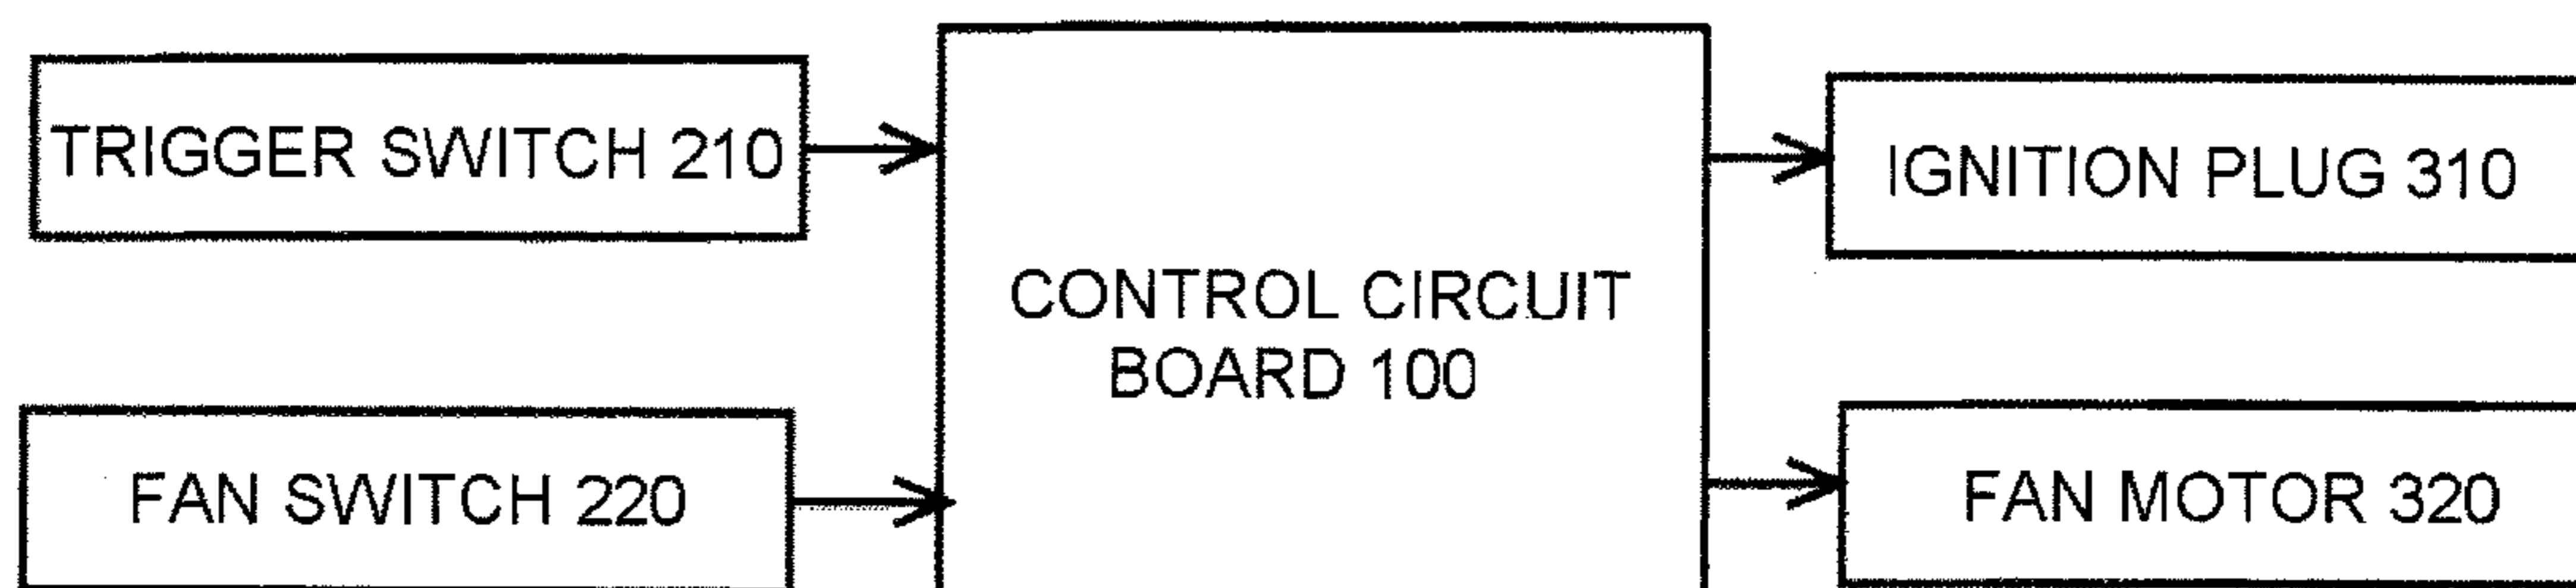 TRIGGER SWITCH 210
CONTROL CIRCUIT
BOARD 100
IGNITION PLUG 310
FAN SWITCH 220
FAN MOTOR 320